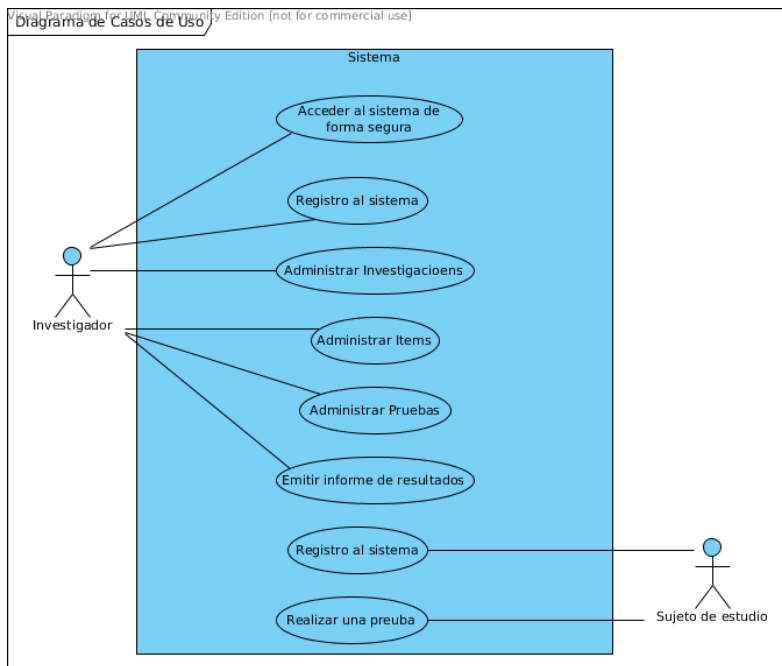 Visual Paradigm for UML Community Edition [not for commercial use]
Diagrama de Casos de Uso
Sistema
Acceder al sistema de
forma segura
Registro al sistema
Administrar Investigacioens
Investigador
Administrar Items
Administrar Pruebas
Emitir informe de resultados
Registro al sistema
Realizar una preuba
Sujeto de estudio